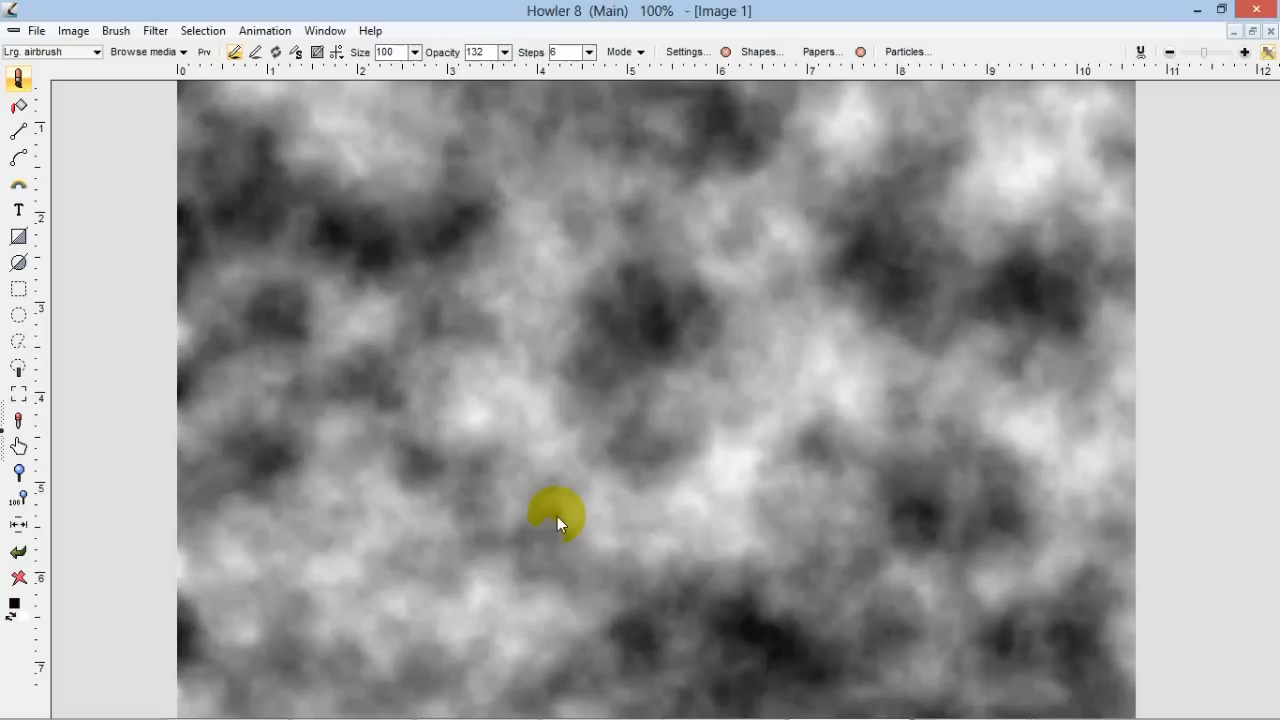 Howler 8 (Main) 100% - [Image 1]
File Image Brush Filter Selection Animation Window Help
Lrg. airbrush Browse media Prv Size 100 Opacity 132 Steps 6 Mode Settings... Shapes... Papers... Particles...
0 1 2 3 4 5 6 7 8 9 10 11 12
1
2
T
3
4
5
100
6
7